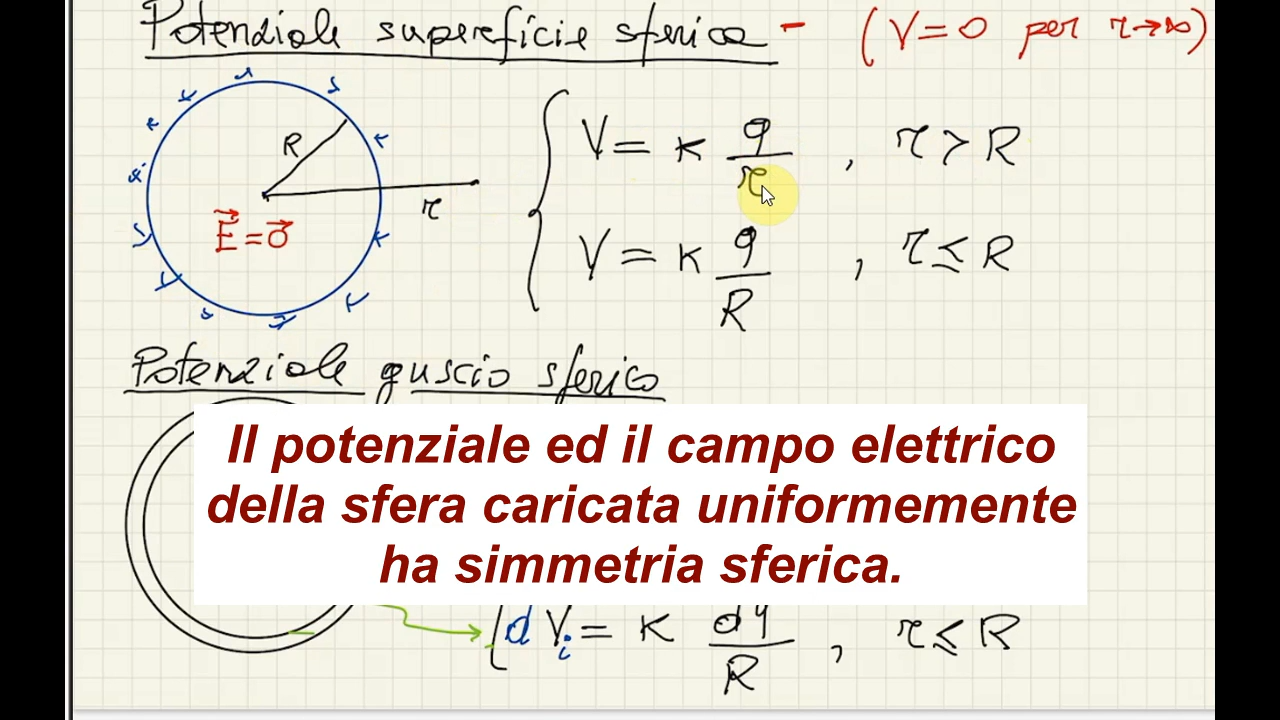 Potenziale superficie sferica - (V=0 per r→∞)
R
r
E⃗=0⃗
V = K q/r , r > R
V = K q/R , r ≤ R
Potenziale guscio sferico
Il potenziale ed il campo elettrico
della sfera caricata uniformemente
ha simmetria sferica.
dVi = K dq/R , r ≤ R